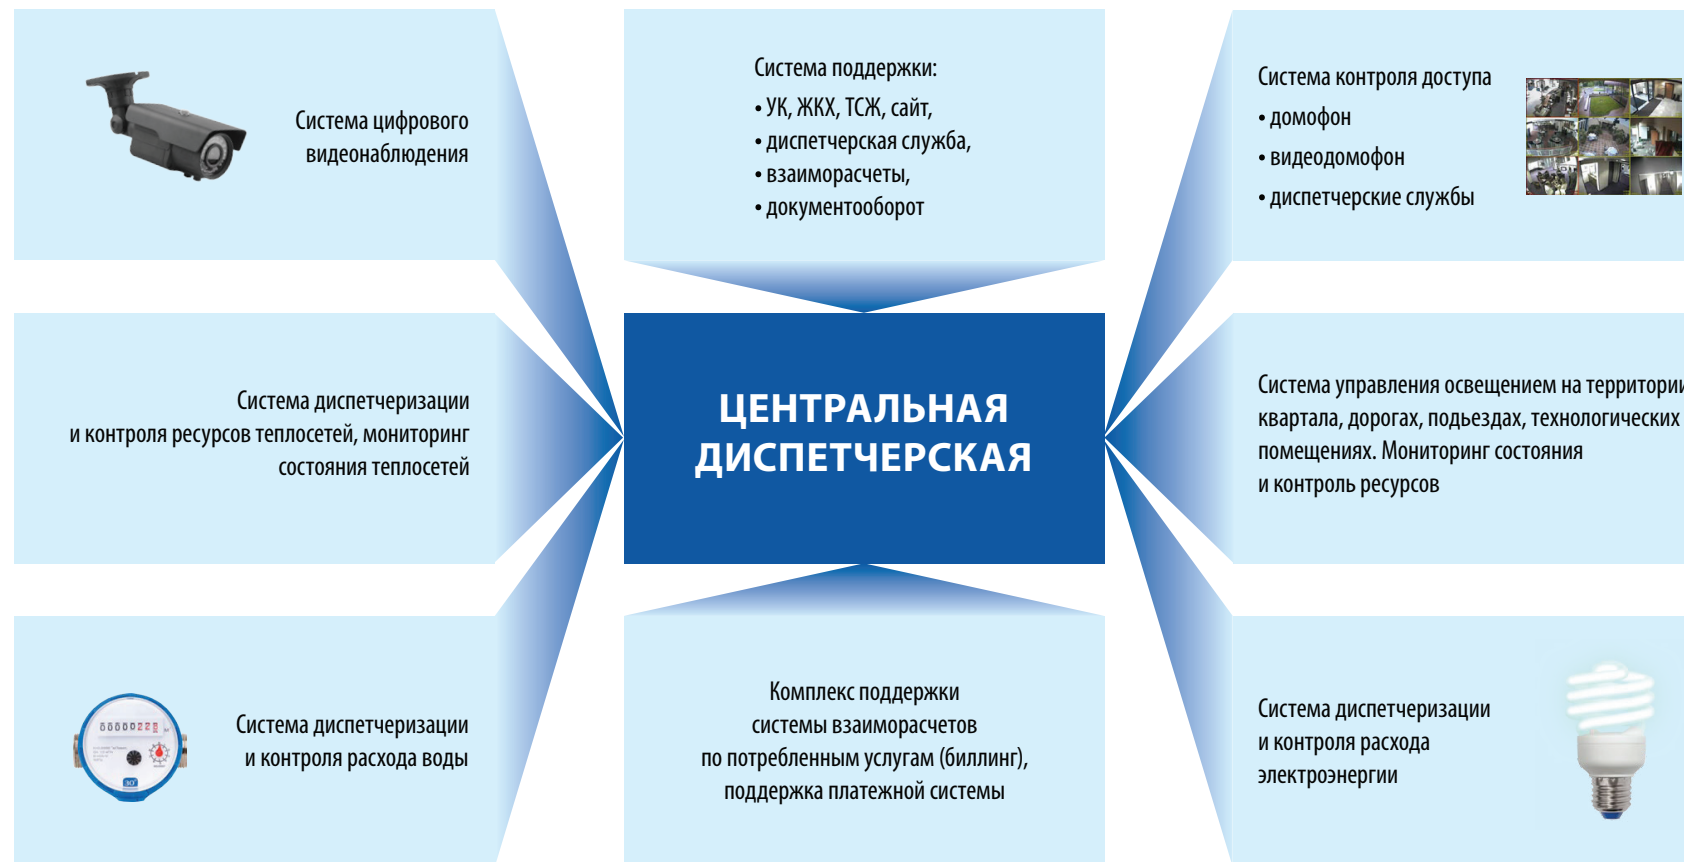 Система цифрового
видеонаблюдения
Система поддержки:
• УК, ЖКХ, ТСЖ, сайт,
• диспетчерская служба,
• взаиморасчеты,
• документооборот
Система контроля доступа
• домофон
• видеодомофон
• диспетчерские службы
Система диспетчеризации
и контроля ресурсов теплосетей, мониторинг
состояния теплосетей
ЦЕНТРАЛЬНАЯ
ДИСПЕТЧЕРСКАЯ
Система управления освещением на территории
квартала, дорогах, подьездах, технологических
помещениях. Мониторинг состояния
и контроль ресурсов
Система диспетчеризации
и контроля расхода воды
Комплекс поддержки
системы взаиморасчетов
по потребленным услугам (биллинг),
поддержка платежной системы
Система диспетчеризации
и контроля расхода
электроэнергии